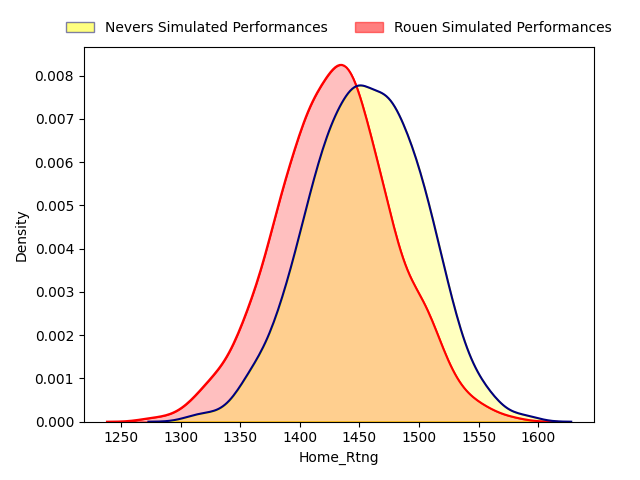 Nevers Simulated Performances Rouen Simulated Performances
0.008
0.007
0.006
0.005
0.004
0.003
0.002
0.001
0.000
Density
1250 1300 1350 1400 1450 1500 1550 1600
Home_Rtng